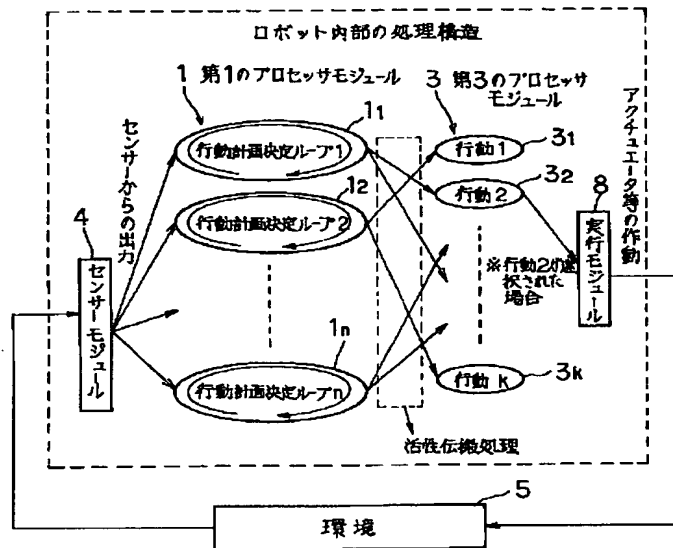 ロボット内部の処理構造
1 第1のプロセッサモジュール
3 第3のプロセッサ
モジュール
センサーからの出力
アクチュエータ等の作動
行動計画決定ループ1
1₁
行動1
3₁
行動計画決定ループ2
1₂
行動2
3₂
4
センサーモジュール
8
実行モジュール
※行動2が選
択された
場合
行動計画決定ループn
1n
行動k
3k
活性伝搬処理
5
環境